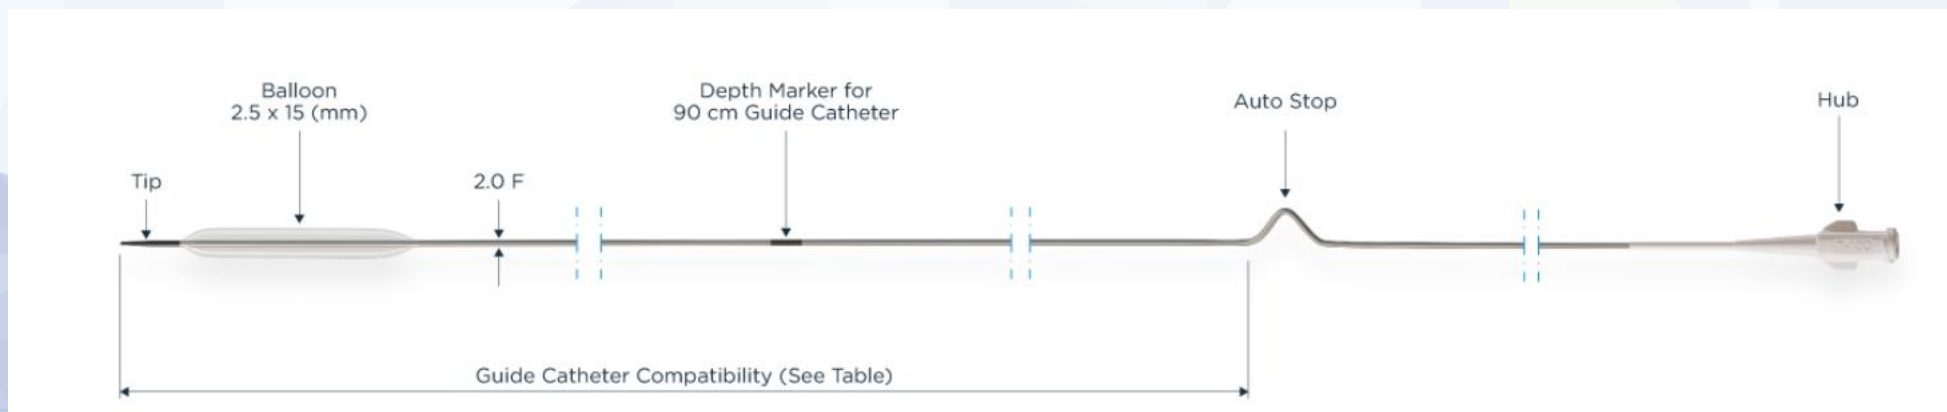 Balloon
2.5 x 15 (mm)
Depth Marker for
90 cm Guide Catheter
Auto Stop
Hub
Tip
2.0 F
Guide Catheter Compatibility (See Table)